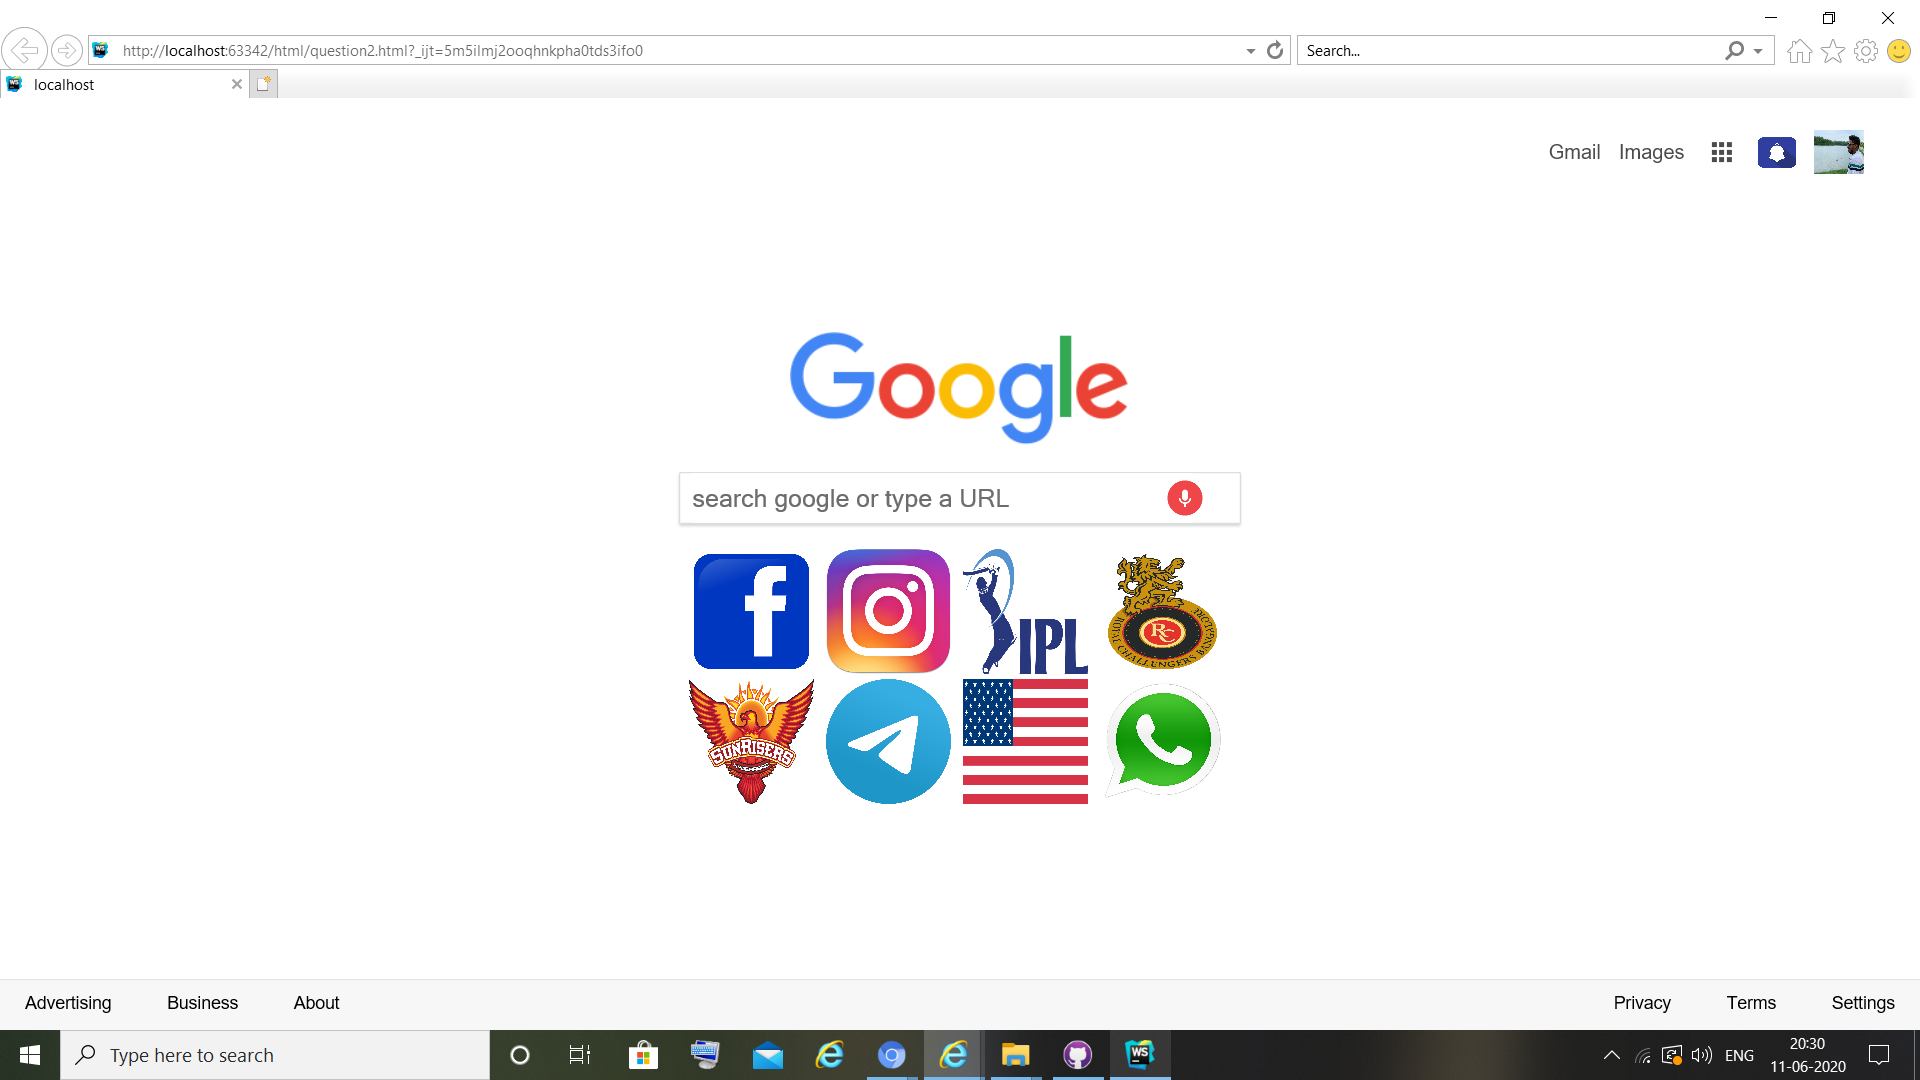 http://localhost:63342/html/question2.html?_ijt=5m5ilmj2ooqhnkpha0tds3ifo0
Search...
localhost
Gmail Images
Google
search google or type a URL
f
IPL
RC
ROYAL CHALLENGERS BANGALORE
SUNRISERS
Advertising Business About
Privacy Terms Settings
Type here to search
WS
ENG
20:30
11-06-2020